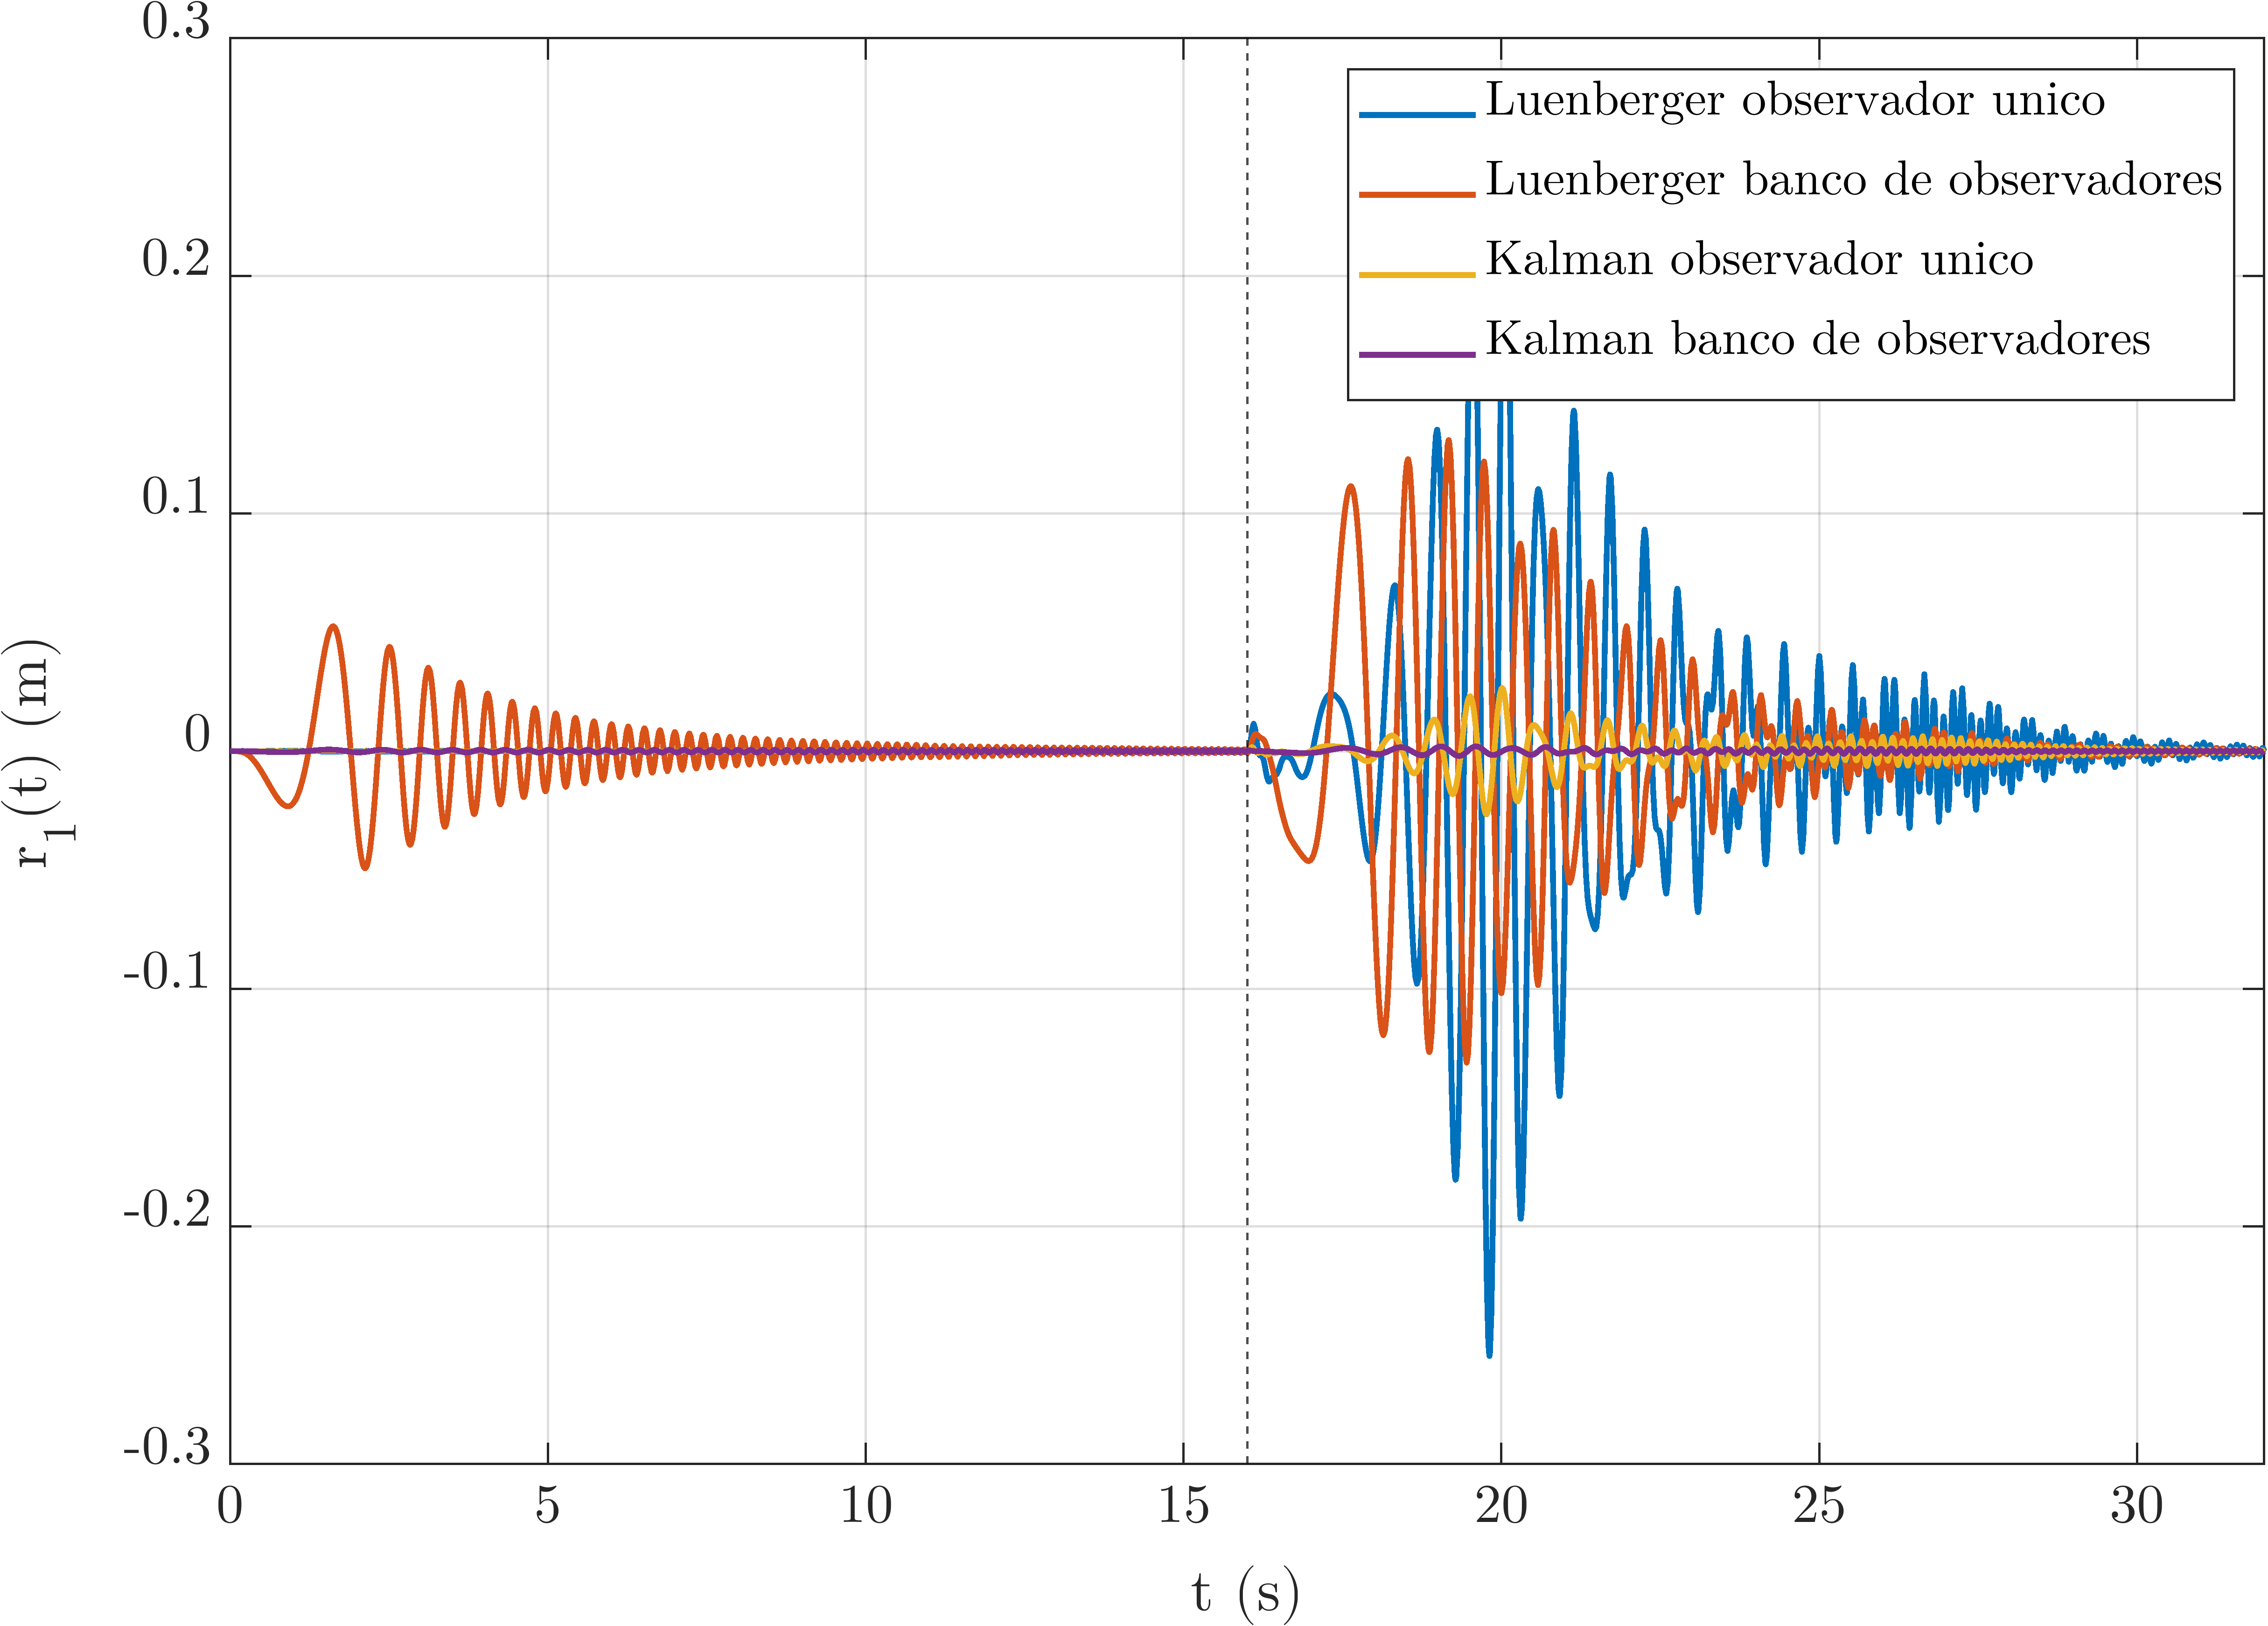 0.3
0.2
0.1
0
-0.1
-0.2
-0.3
r1(t) (m)
Luenberger observador unico
Luenberger banco de observadores
Kalman observador unico
Kalman banco de observadores
0 5 10 15 20 25 30
t (s)